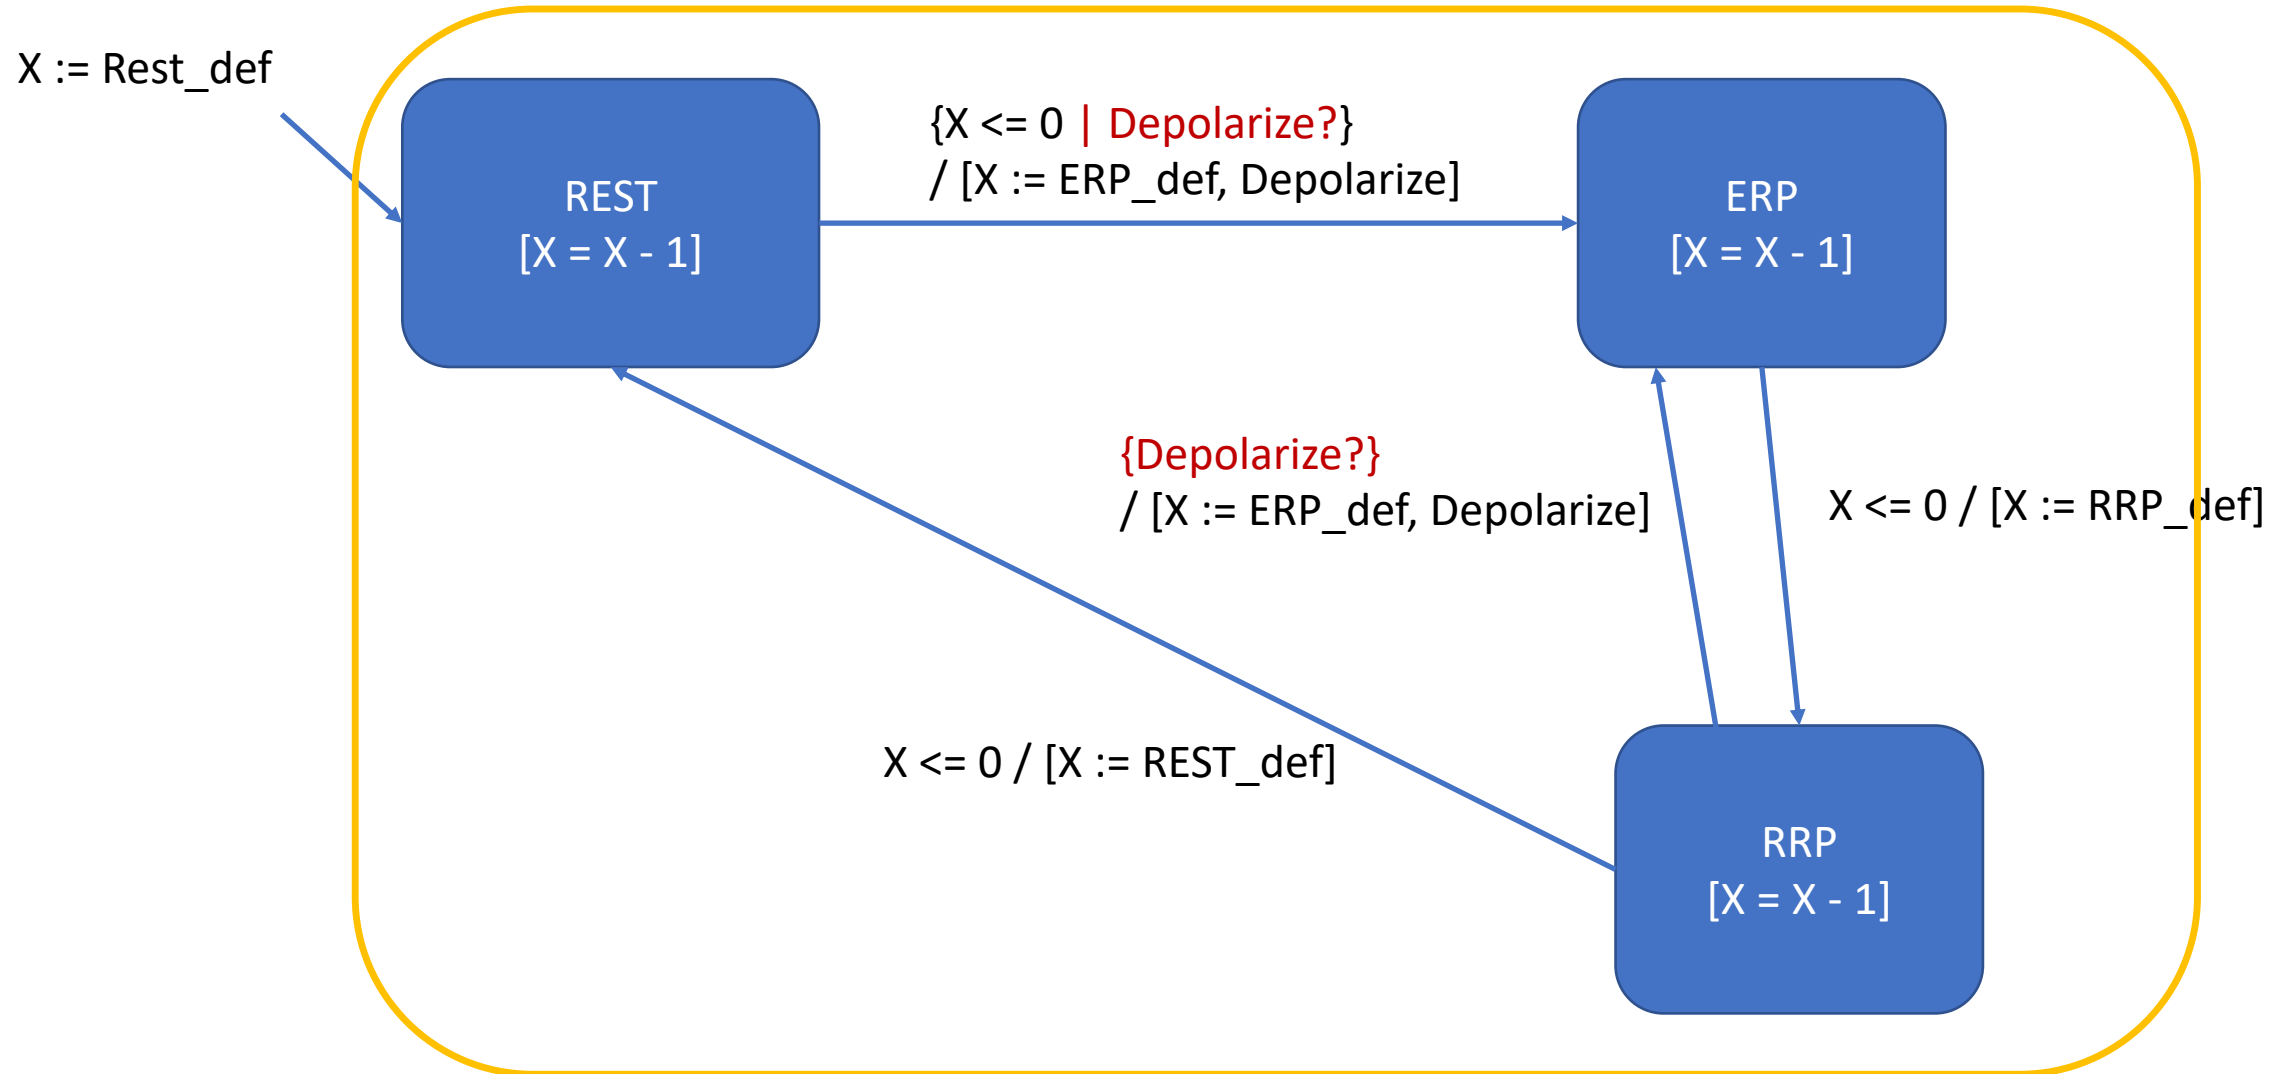 X := Rest_def
REST
[X = X - 1]
{X <= 0 | Depolarize?}
/ [X := ERP_def, Depolarize]
ERP
[X = X - 1]
{Depolarize?}
/ [X := ERP_def, Depolarize]
X <= 0 / [X := RRP_def]
X <= 0 / [X := REST_def]
RRP
[X = X - 1]